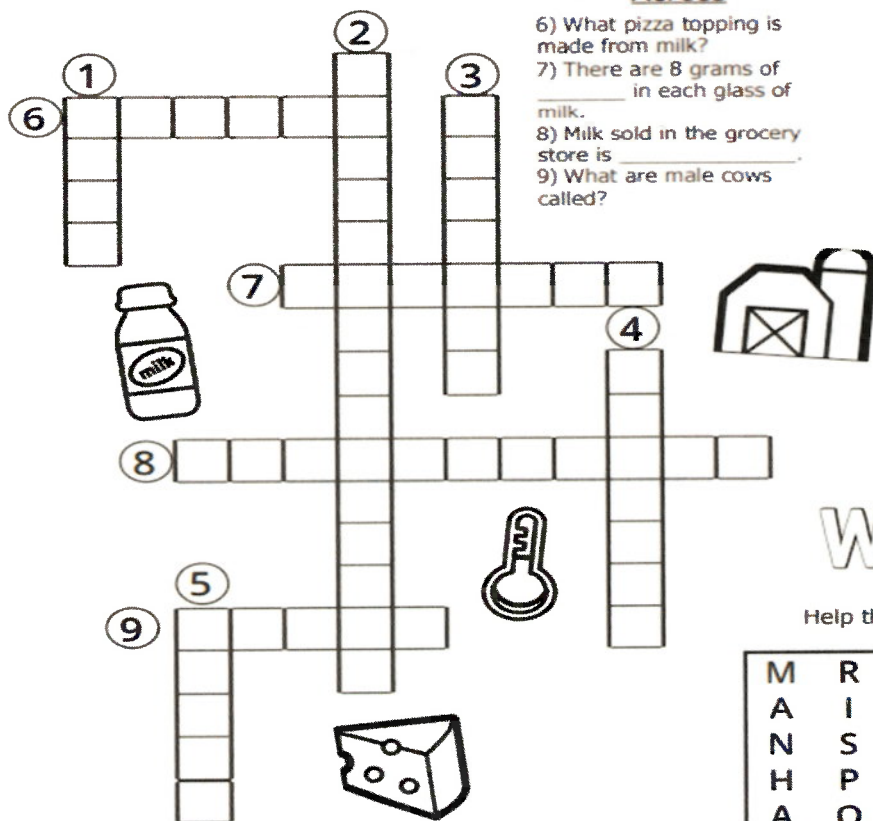 6) What pizza topping is
made from milk?
7) There are 8 grams of
________ in each glass of
milk.
8) Milk sold in the grocery
store is ________________.
9) What are male cows
called?
1
2
3
6
7
4
milk
8
5
9
W
Help
M R
A I
N S
H P
A O